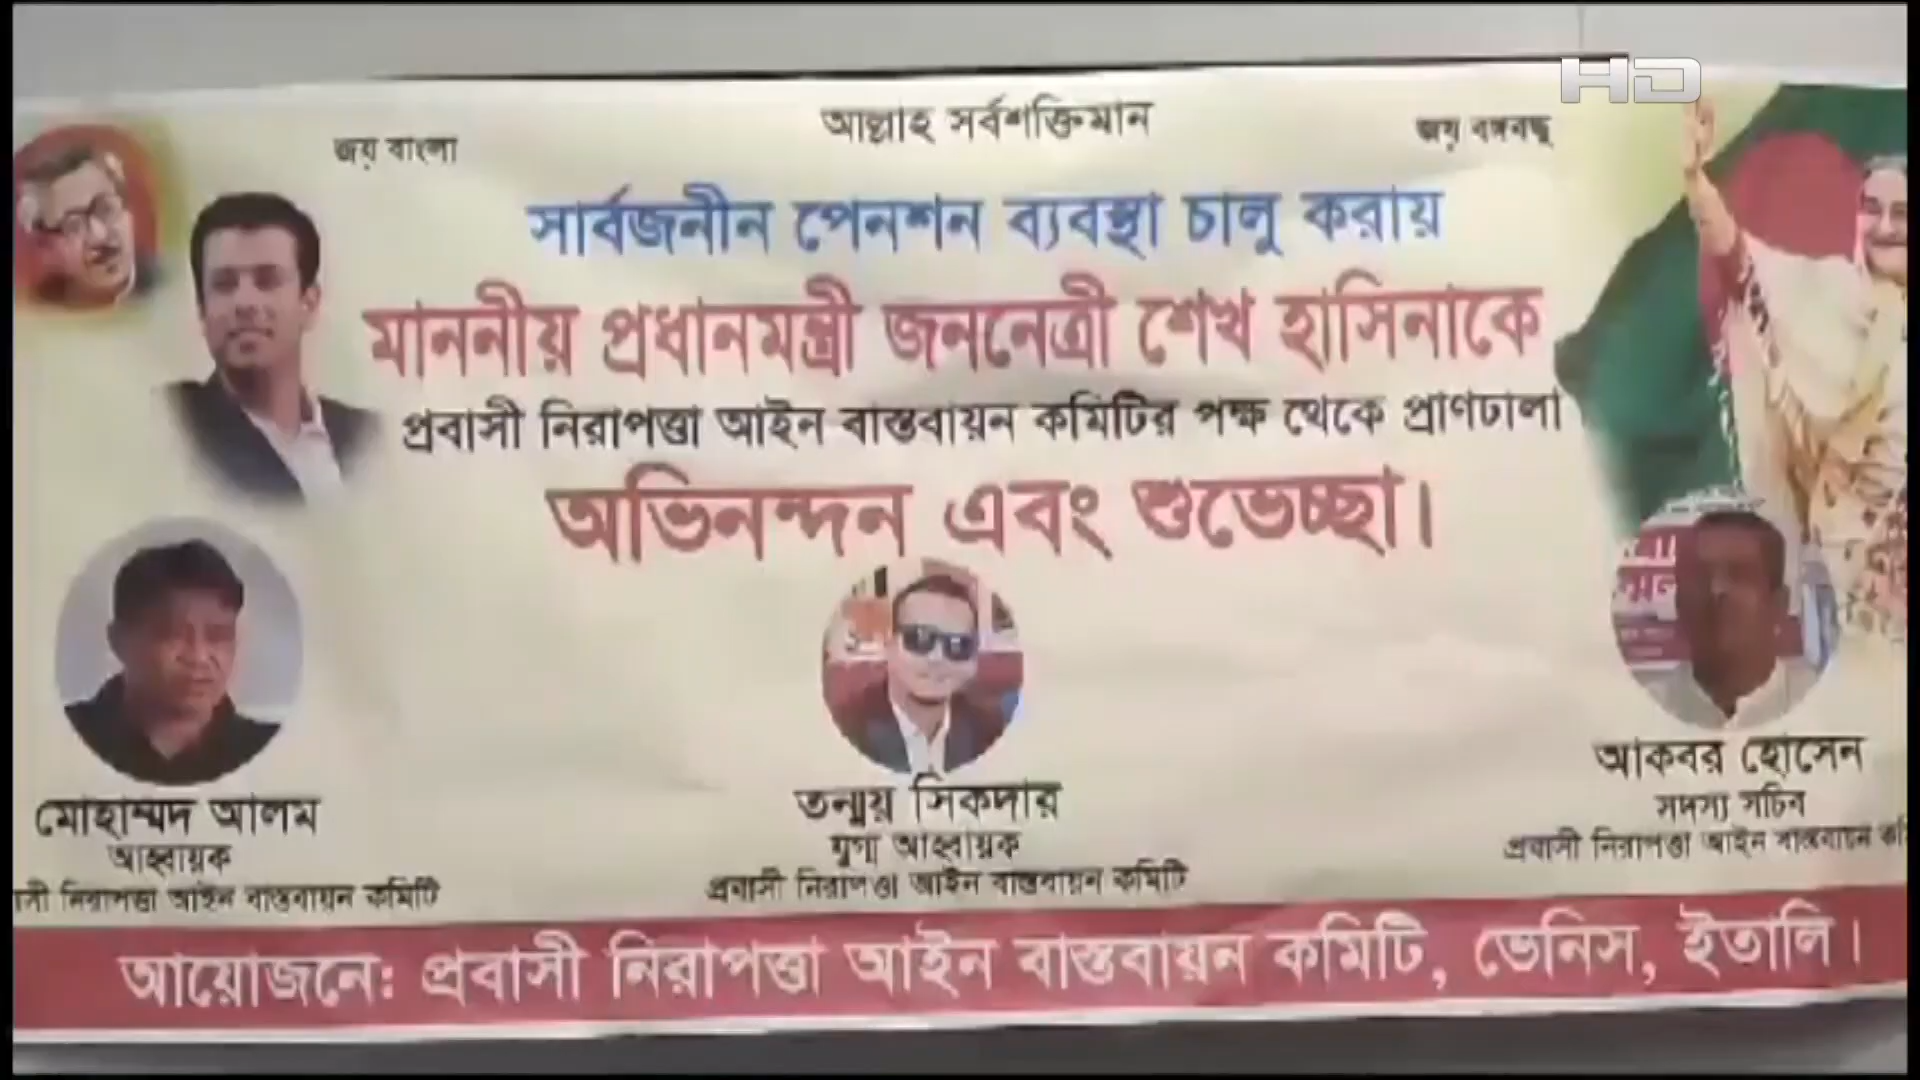 HD
আল্লাহ সর্বশক্তিমান
জয় বাংলা
জয় বঙ্গবন্ধু
সার্বজনীন পেনশন ব্যবস্থা চালু করায়
মাননীয় প্রধানমন্ত্রী জননেত্রী শেখ হাসিনাকে
প্রবাসী নিরাপত্তা আইন বাস্তবায়ন কমিটির পক্ষ থেকে প্রাণঢালা
অভিনন্দন এবং শুভেচ্ছা।
মোহাম্মদ আলম
আহ্বায়ক
নিরাপত্তা আইন বাস্তবায়ন কমিটি
তন্ময় সিকদার
যুগ্ম আহ্বায়ক
প্রবাসী নিরাপত্তা আইন বাস্তবায়ন কমিটি
আকবর হোসেন
সদস্য সচিব
প্রবাসী নিরাপত্তা আইন বাস্তবায়ন
আয়োজনে: প্রবাসী নিরাপত্তা আইন বাস্তবায়ন কমিটি, ভেনিস, ইতালি।